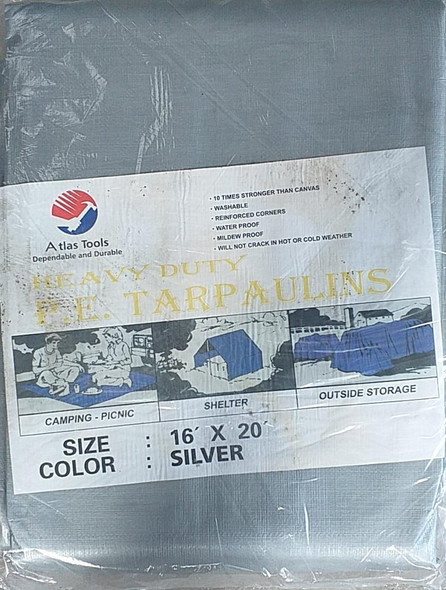 · 10 TIMES STRONGER THAN CANVAS
· WASHABLE
· REINFORCED CORNERS
· WATER PROOF
· MILDEW PROOF
· WILL NOT CRACK IN HOT OR COLD WEATHER
Atlas Tools
Dependable and Durable
HEAVY DUTY
P.E. TARPAULINS
CAMPING - PICNIC
SHELTER
OUTSIDE STORAGE
SIZE : 16´ X 20´
COLOR : SILVER